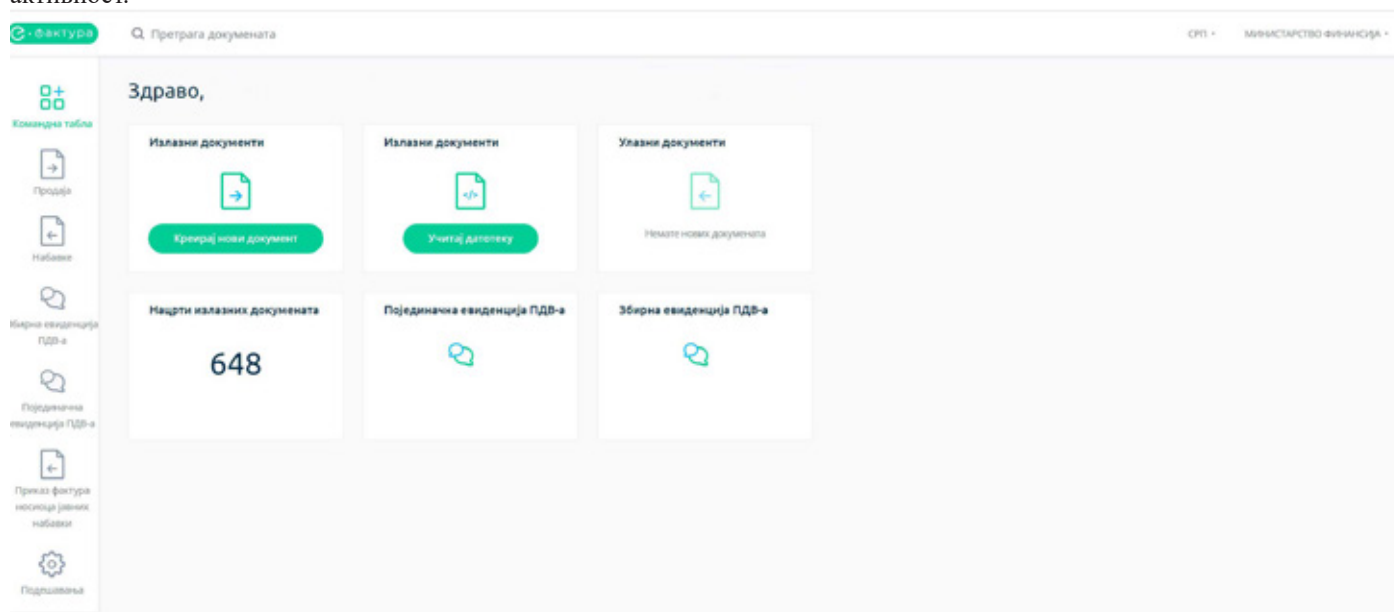 активност.
е-Фактура
Претрага докумената
СРП
МИНИСТАРСТВО ФИНАНСИЈА
Командна табла
Продаја
Набавке
Збирна евиденција
ПДВ-а
Појединачна
евиденција ПДВ-а
Приказ фактура
носиоца јавних
набавки
Подешавања
Здраво,
Излазни документи
Креирај нови документ
Излазни документи
</>
Учитај датотеку
Улазни документи
Немате нових докумената
Нацрти излазних докумената
648
Појединачна евиденција ПДВ-а
Збирна евиденција ПДВ-а